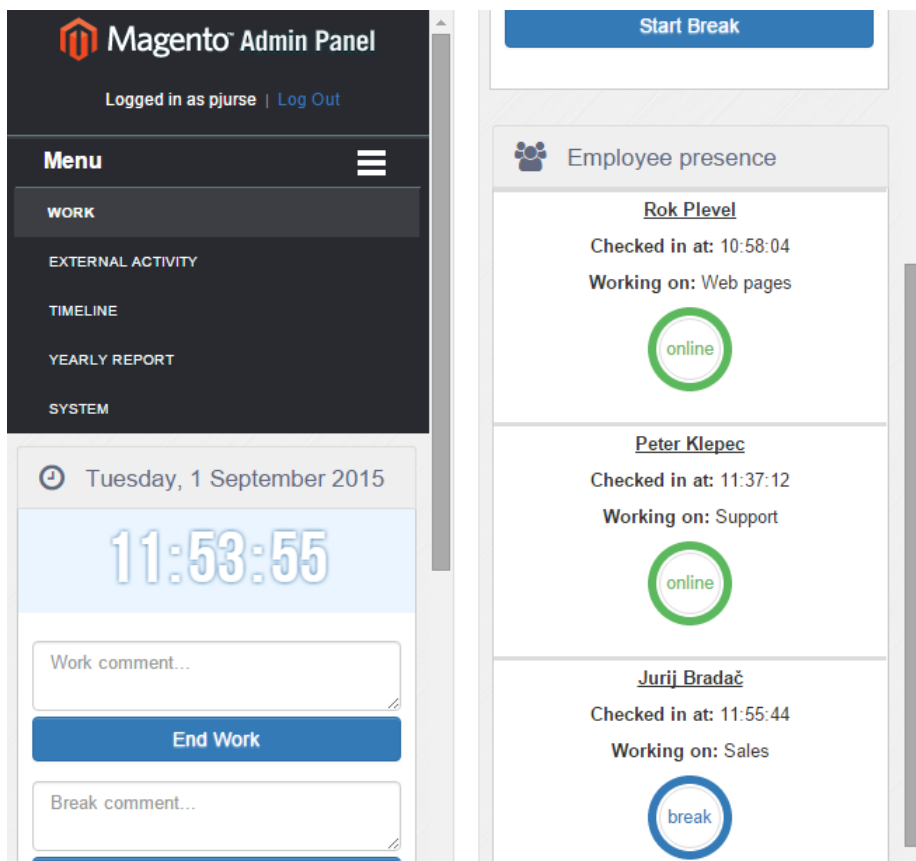 Magento™ Admin Panel
Logged in as pjurse | Log Out
Menu
WORK
EXTERNAL ACTIVITY
TIMELINE
YEARLY REPORT
SYSTEM
Tuesday, 1 September 2015
11:53:55
Work comment...
End Work
Break comment...
Start Break
Employee presence
Rok Plevel
Checked in at: 10:58:04
Working on: Web pages
online
Peter Klepec
Checked in at: 11:37:12
Working on: Support
online
Jurij Bradač
Checked in at: 11:55:44
Working on: Sales
break